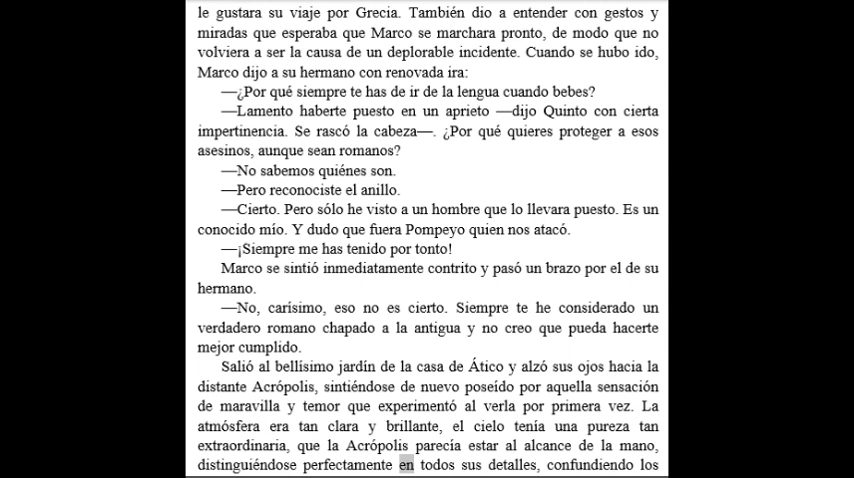 le gustara su viaje por Grecia. También dio a entender con gestos y
miradas que esperaba que Marco se marchara pronto, de modo que no
volviera a ser la causa de un deplorable incidente. Cuando se hubo ido,
Marco dijo a su hermano con renovada ira:
—¿Por qué siempre te has de ir de la lengua cuando bebes?
—Lamento haberte puesto en un aprieto —dijo Quinto con cierta
impertinencia. Se rascó la cabeza—. ¿Por qué quieres proteger a esos
asesinos, aunque sean romanos?
—No sabemos quiénes son.
—Pero reconociste el anillo.
—Cierto. Pero sólo he visto a un hombre que lo llevara puesto. Es un
conocido mío. Y dudo que fuera Pompeyo quien nos atacó.
—¡Siempre me has tenido por tonto!
Marco se sintió inmediatamente contrito y pasó un brazo por el de su
hermano.
—No, carísimo, eso no es cierto. Siempre te he considerado un
verdadero romano chapado a la antigua y no creo que pueda hacerte
mejor cumplido.
Salió al bellísimo jardín de la casa de Ático y alzó sus ojos hacia la
distante Acrópolis, sintiéndose de nuevo poseído por aquella sensación
de maravilla y temor que experimentó al verla por primera vez. La
atmósfera era tan clara y brillante, el cielo tenía una pureza tan
extraordinaria, que la Acrópolis parecía estar al alcance de la mano,
distinguiéndose perfectamente en todos sus detalles, confundiendo los